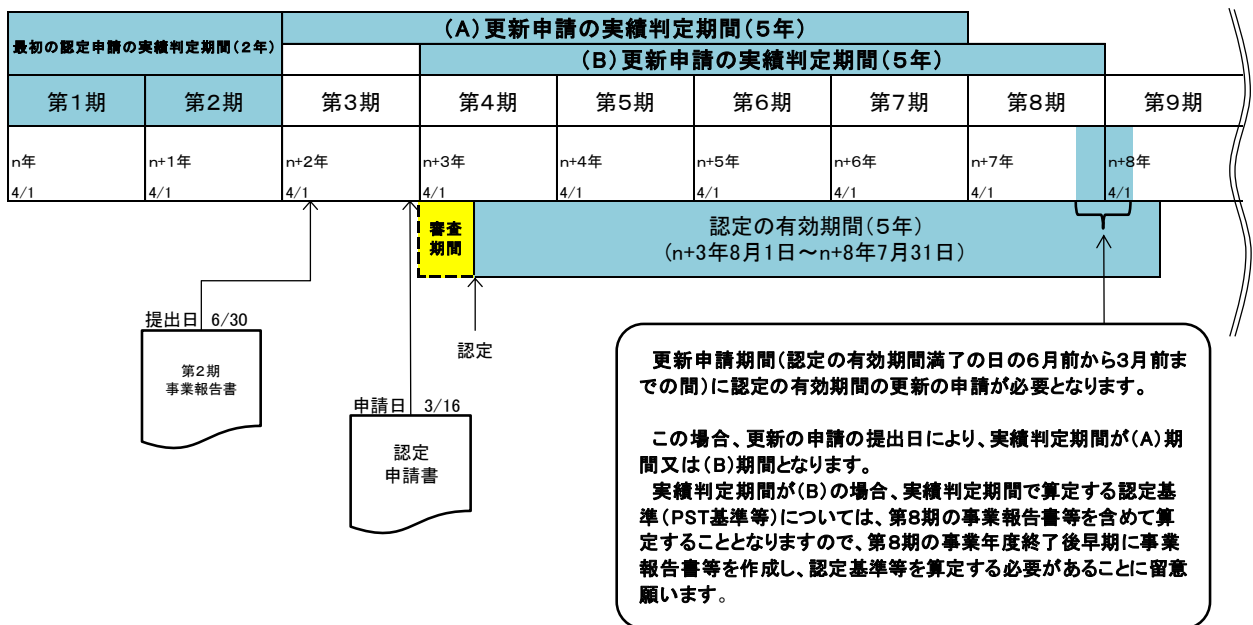 最初の認定申請の実績判定期間(2年)
(A)更新申請の実績判定期間(5年)
(B)更新申請の実績判定期間(5年)
第1期 第2期 第3期 第4期 第5期 第6期 第7期 第8期 第9期
n年 n+1年 n+2年 n+3年 n+4年 n+5年 n+6年 n+7年 n+8年
4/1 4/1 4/1 4/1 4/1 4/1 4/1 4/1 4/1
審査
期間
認定の有効期間(5年)
(n+3年8月1日~n+8年7月31日)
提出日 6/30
第2期
事業報告書
認定
申請日 3/16
認定
申請書
更新申請期間(認定の有効期間満了の日の6月前から3月前ま
での間)に認定の有効期間の更新の申請が必要となります。
この場合、更新の申請の提出日により、実績判定期間が(A)期
間又は(B)期間となります。
実績判定期間が(B)の場合、実績判定期間で算定する認定基
準(PST基準等)については、第8期の事業報告書等を含めて算
定することとなりますので、第8期の事業年度終了後早期に事業
報告書等を作成し、認定基準等を算定する必要があることに留意
願います。